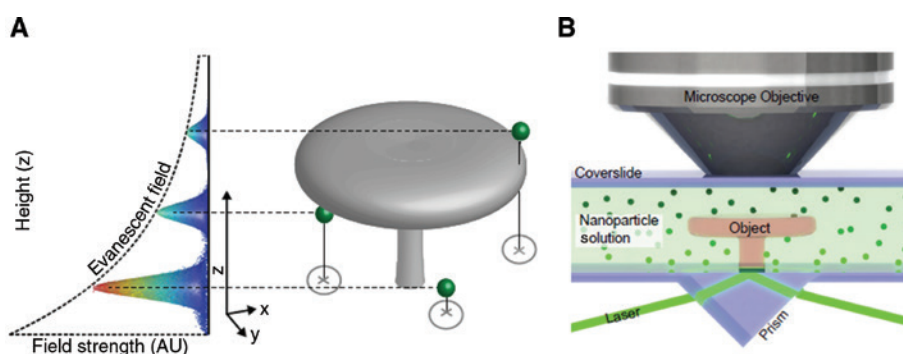 A
Height (z)
Evanescent field
Field strength (AU)
z
x
y
B
Microscope Objective
Coverslide
Nanoparticle
solution
Object
Laser
Prism